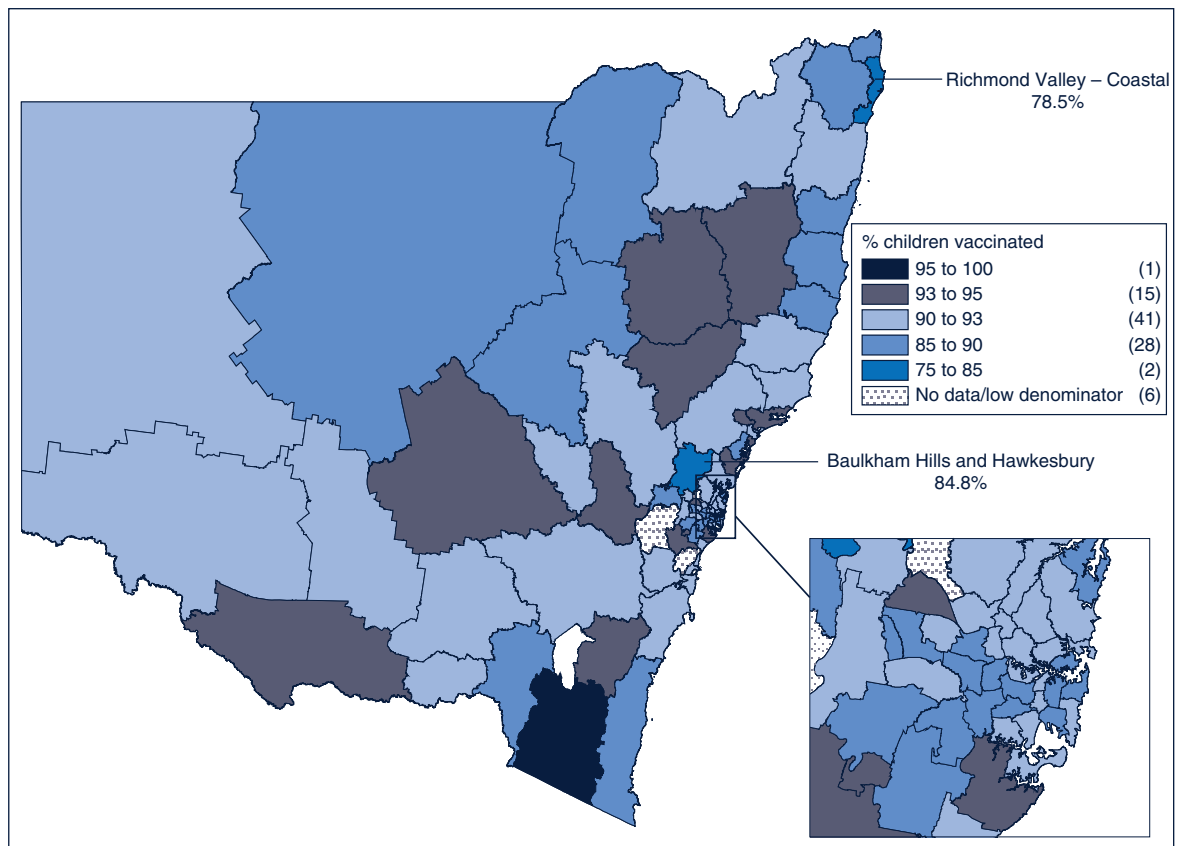 Richmond Valley – Coastal
78.5%
% children vaccinated
95 to 100 (1)
93 to 95 (15)
90 to 93 (41)
85 to 90 (28)
75 to 85 (2)
No data/low denominator (6)
Baulkham Hills and Hawkesbury
84.8%